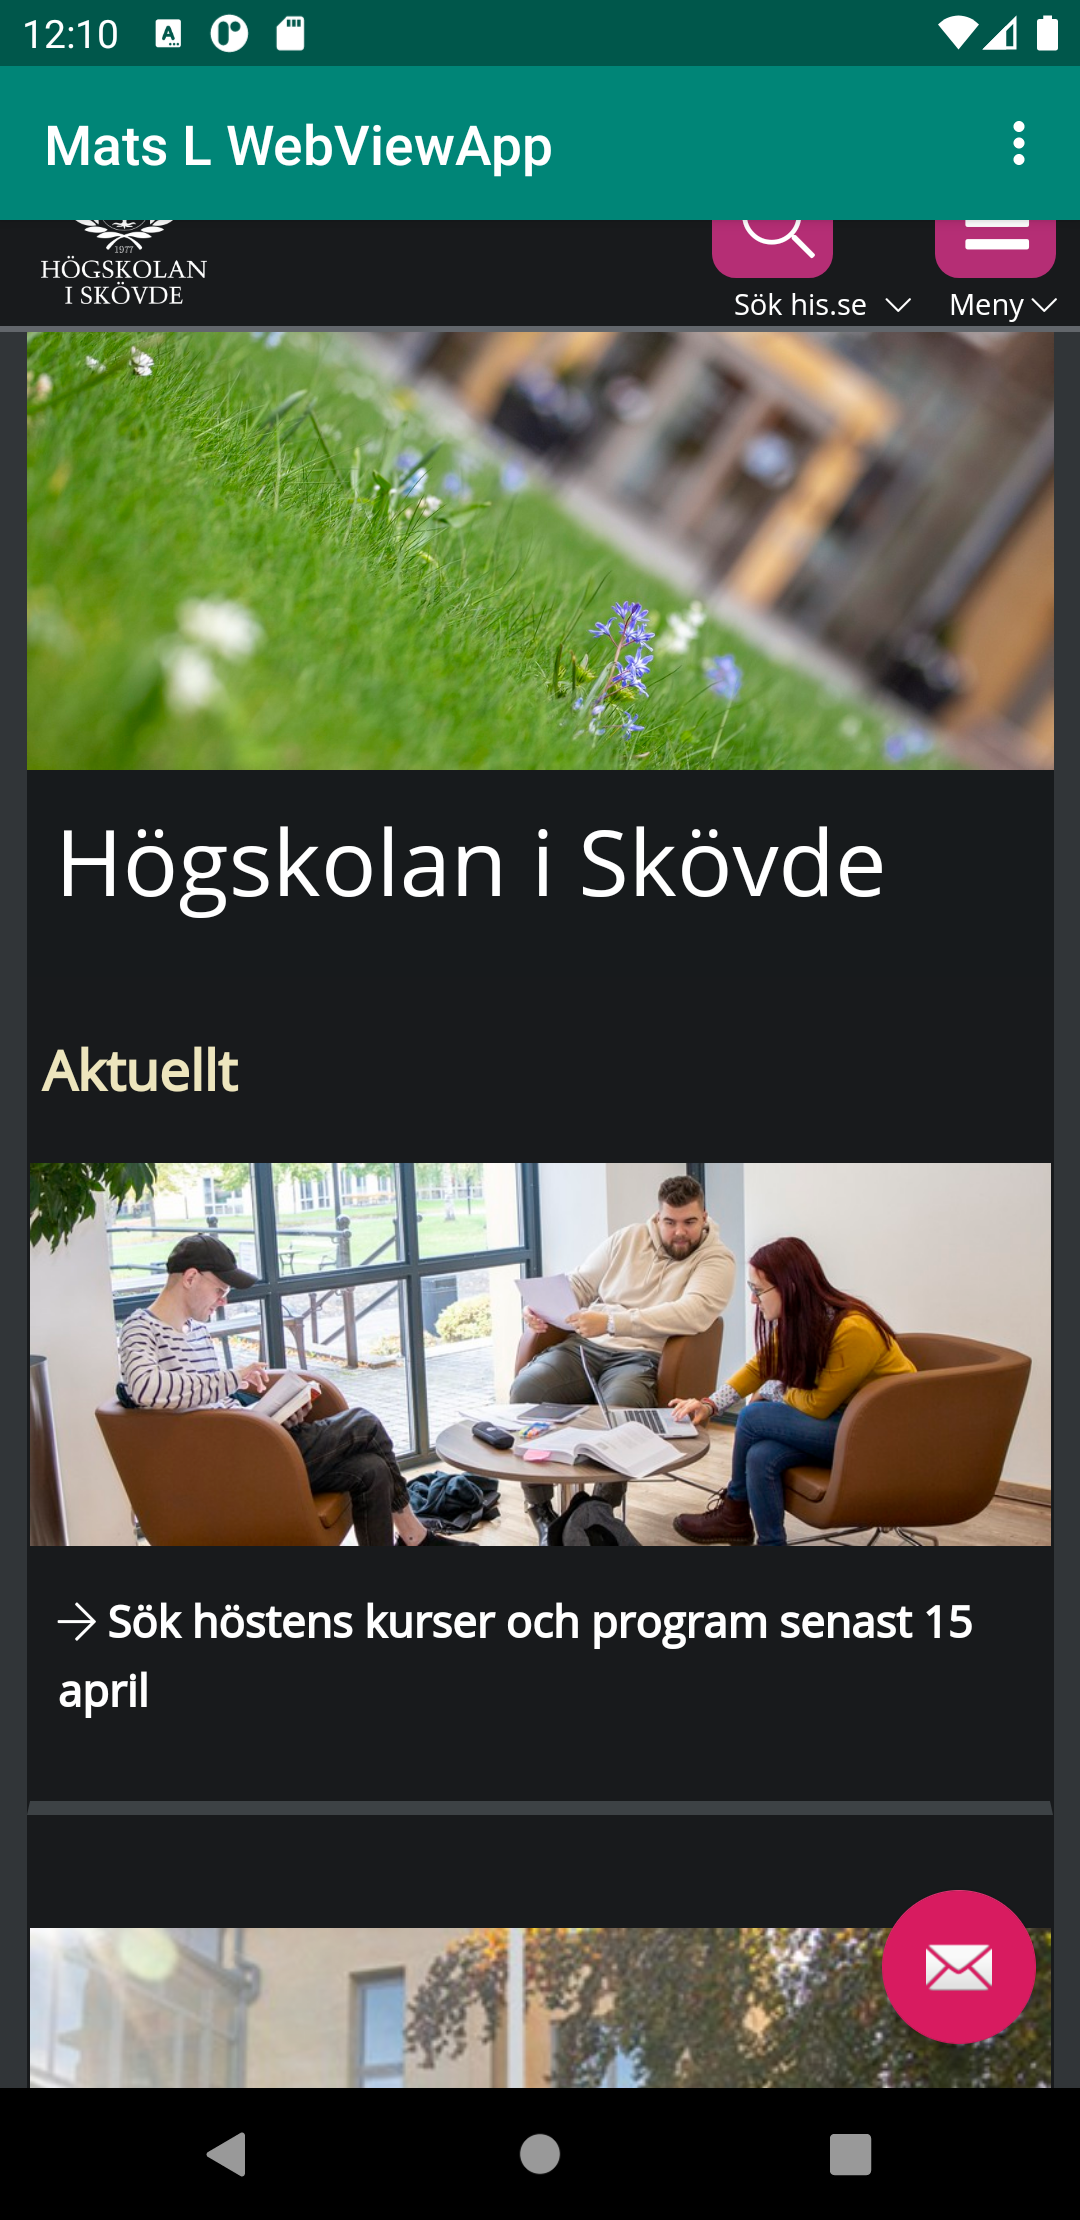 12:10
Mats L WebViewApp
1977
HÖGSKOLAN
I SKÖVDE
Sök his.se
Meny
Högskolan i Skövde
Aktuellt
→ Sök höstens kurser och program senast 15
april